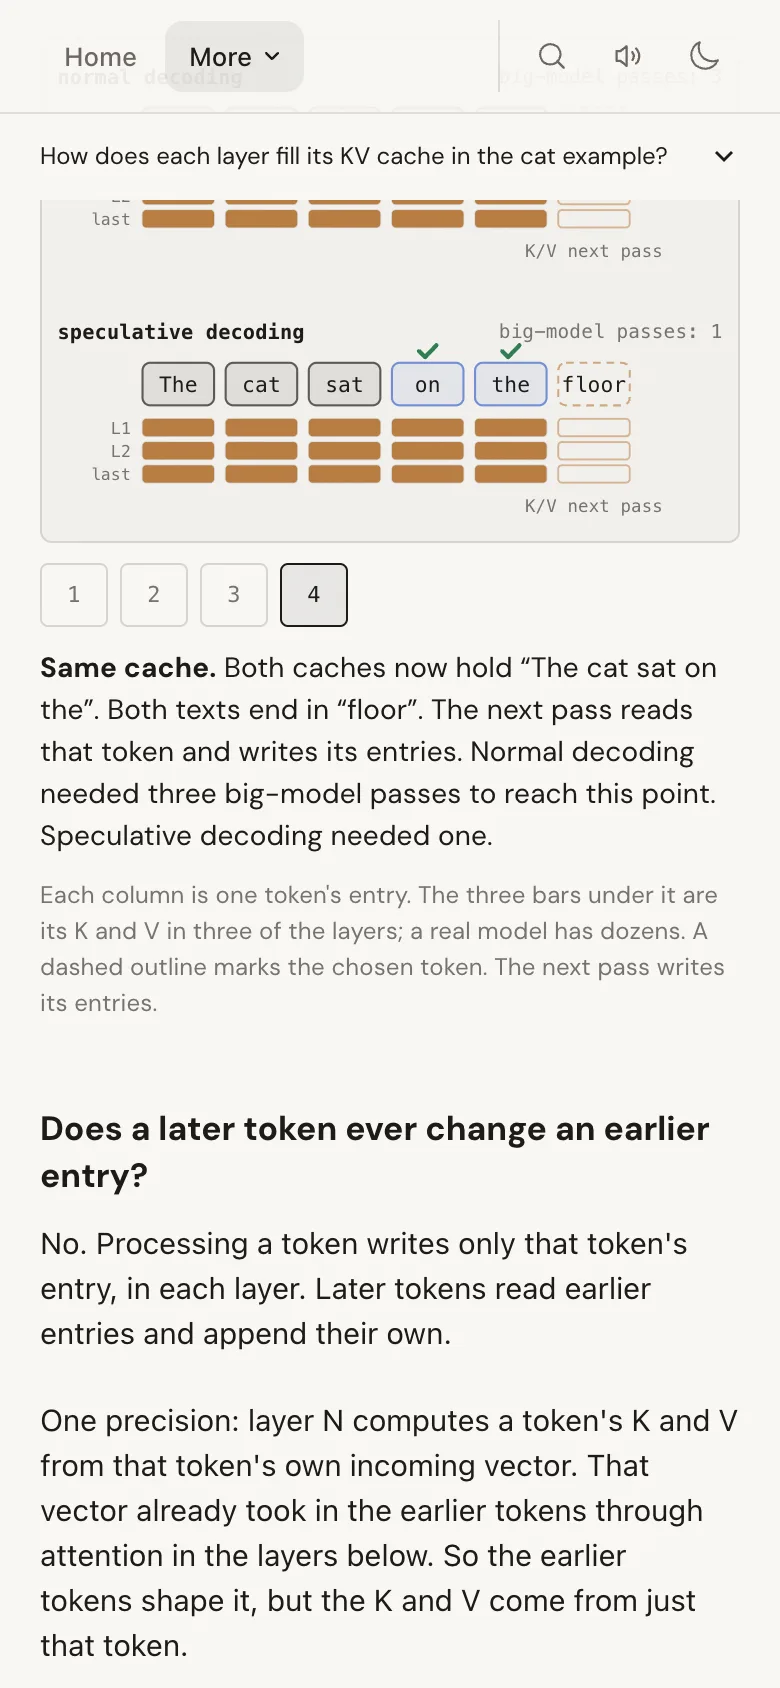 Home
More
normal decoding
big-model passes: 3
How does each layer fill its KV cache in the cat example?
L2
last
K/V next pass
speculative decoding
big-model passes: 1
The cat sat on the floor
L1
L2
last
K/V next pass
1 2 3 4
Same cache. Both caches now hold “The cat sat on
the”. Both texts end in “floor”. The next pass reads
that token and writes its entries. Normal decoding
needed three big-model passes to reach this point.
Speculative decoding needed one.
Each column is one token's entry. The three bars under it are
its K and V in three of the layers; a real model has dozens. A
dashed outline marks the chosen token. The next pass writes
its entries.
Does a later token ever change an earlier
entry?
No. Processing a token writes only that token's
entry, in each layer. Later tokens read earlier
entries and append their own.
One precision: layer N computes a token's K and V
from that token's own incoming vector. That
vector already took in the earlier tokens through
attention in the layers below. So the earlier
tokens shape it, but the K and V come from just
that token.